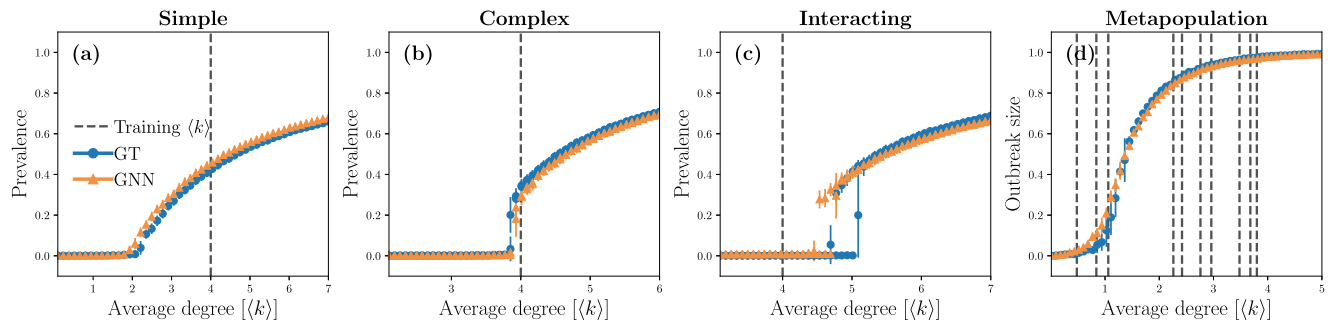 Simple
(a)
1.0
0.8
0.6
0.4
0.2
0.0
Prevalence
Training ⟨k⟩
GT
GNN
1 2 3 4 5 6 7
Average degree [⟨k⟩]
Complex
(b)
1.0
0.8
0.6
0.4
0.2
0.0
Prevalence
3 4 5 6
Average degree [⟨k⟩]
Interacting
(c)
1.0
0.8
0.6
0.4
0.2
0.0
Prevalence
4 5 6 7
Average degree [⟨k⟩]
Metapopulation
(d)
1.0
0.8
0.6
0.4
0.2
0.0
Outbreak size
1 2 3 4 5
Average degree [⟨k⟩]